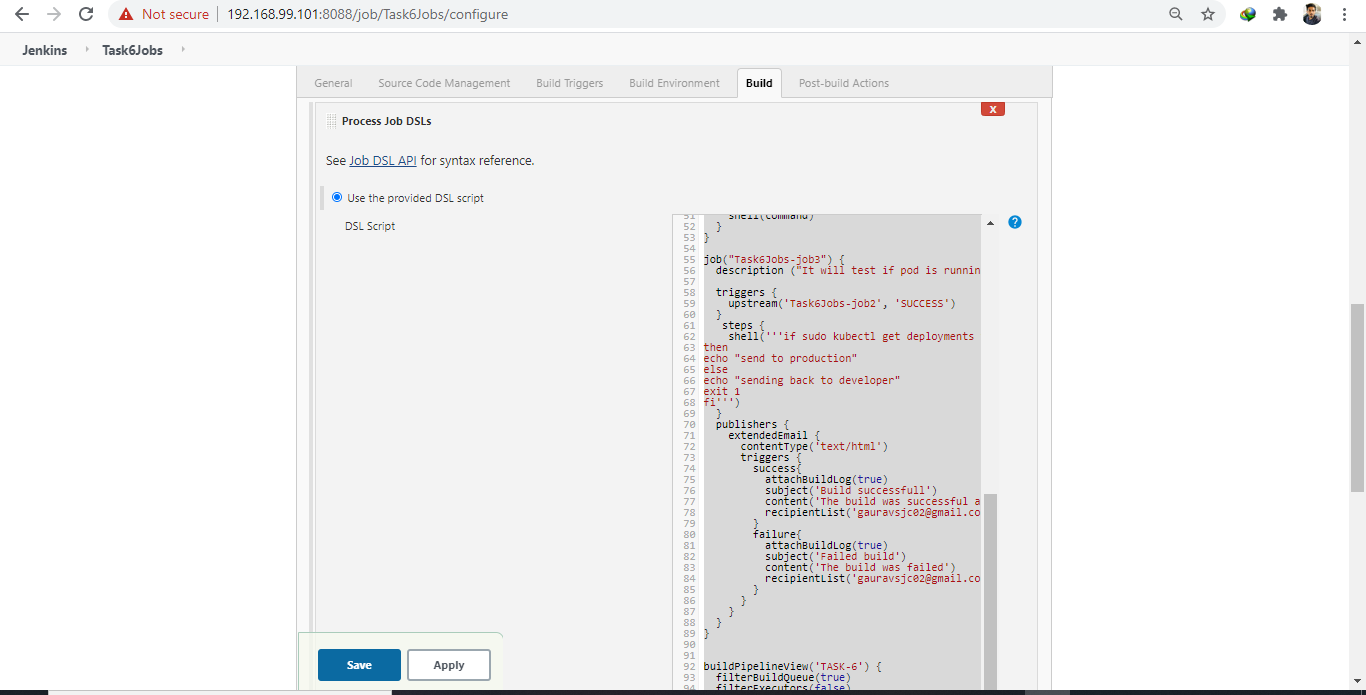 Not secure
192.168.99.101:8088/job/Task6Jobs/configure
Jenkins
Task6Jobs
General
Source Code Management
Build Triggers
Build Environment
Build
Post-build Actions
X
Process Job DSLs
See Job DSL API for syntax reference.
Use the provided DSL script
DSL Script
?
51 shell(command)
52 }
53 }
54
55 job("Task6Jobs-job3") {
56 description ("It will test if pod is runnin
57
58 triggers {
59 upstream('Task6Jobs-job2', 'SUCCESS')
60 }
61 steps {
62 shell('''if sudo kubectl get deployments
63 then
64 echo "send to production"
65 else
66 echo "sending back to developer"
67 exit 1
68 fi''')
69 }
70 publishers {
71 extendedEmail {
72 contentType('text/html')
73 triggers {
74 success{
75 attachBuildLog(true)
76 subject('Build successfull')
77 content('The build was successful a
78 recipientList('gauravsjc02@gmail.co
79 }
80 failure{
81 attachBuildLog(true)
82 subject('Failed build')
83 content('The build was failed')
84 recipientList('gauravsjc02@gmail.co
85 }
86 }
87 }
88 }
89 }
90
91
92 buildPipelineView('TASK-6') {
93 filterBuildQueue(true)
94 filterExecutors(false)
Save
Apply